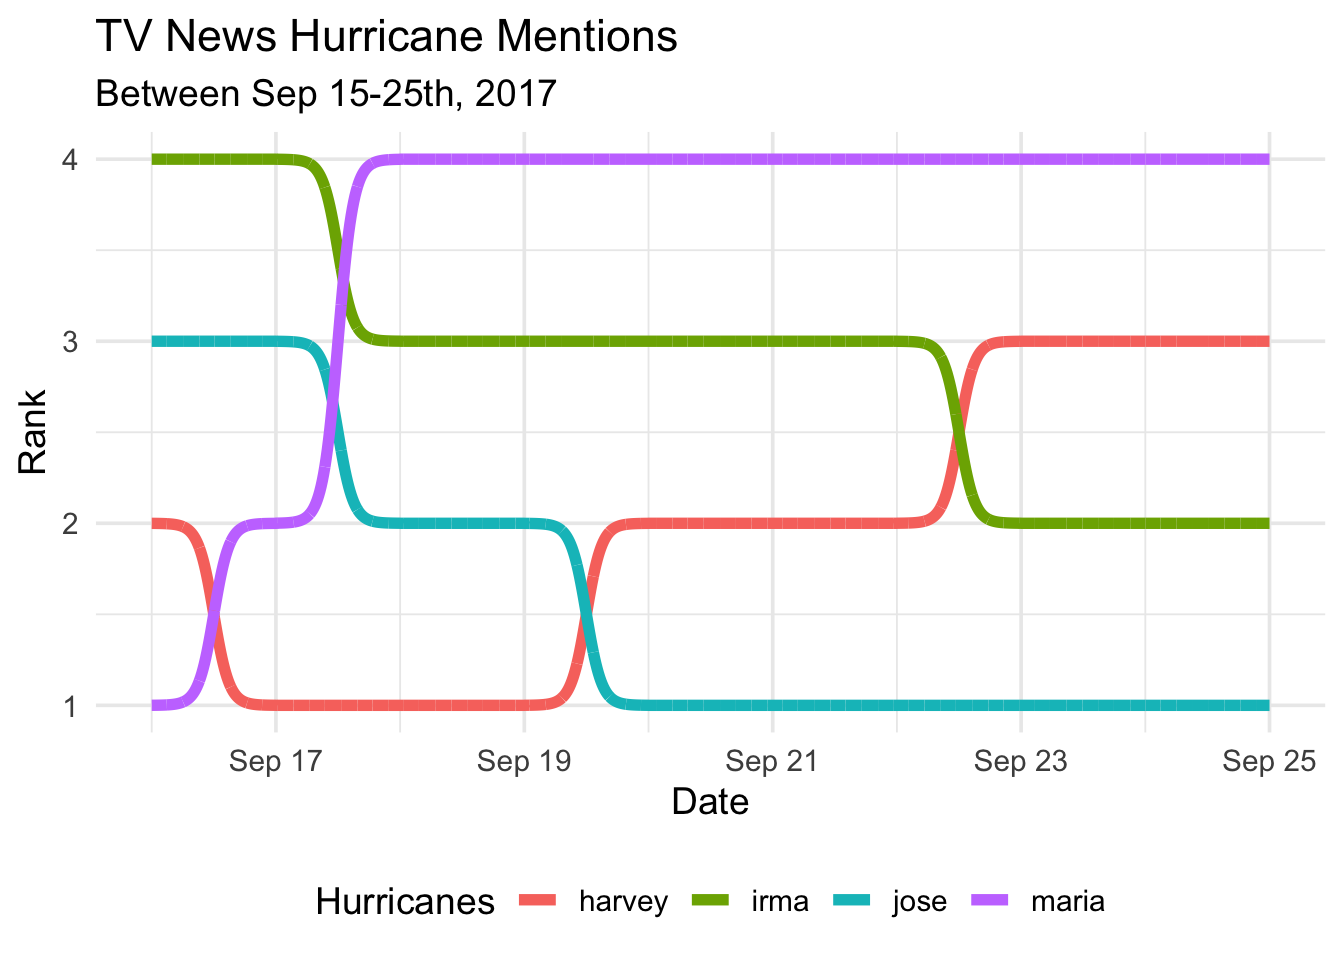 TV News Hurricane Mentions
Between Sep 15-25th, 2017
Rank
4
3
2
1
Sep 17 Sep 19 Sep 21 Sep 23 Sep 25
Date
Hurricanes harvey irma jose maria